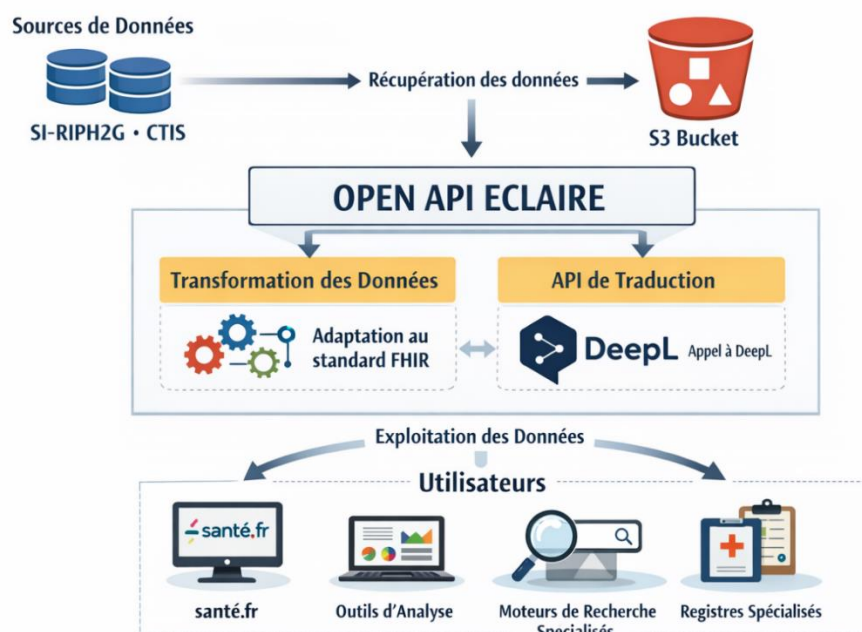 Sources de Données
SI-RIPH2G • CTIS
Récupération des données
S3 Bucket
OPEN API ECLAIRE
Transformation des Données
API de Traduction
Adaptation au
standard FHIR
DeepL Appel à DeepL
Exploitation des Données
Utilisateurs
santé.fr
santé.fr
Outils d'Analyse
Moteurs de Recherche
Specialisés
Registres Spécialisés